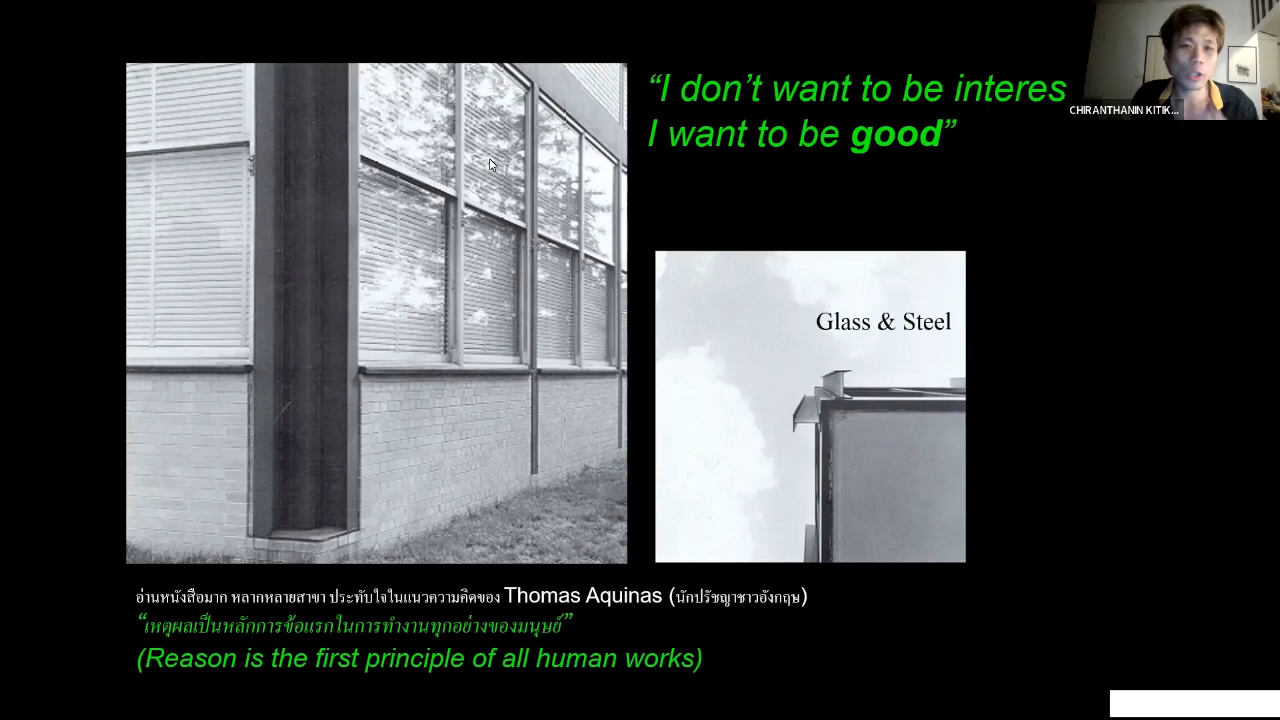 “I don’t want to be interes
I want to be good”
CHIRANTHANIN KITIK...
Glass & Steel
อ่านหนังสือมาก หลากหลายสาขา ประทับใจในแนวความคิดของ Thomas Aquinas (นักปรัชญาชาวอังกฤษ)
“เหตุผลเป็นหลักการข้อแรกในการทำงานทุกอย่างของมนุษย์”
(Reason is the first principle of all human works)